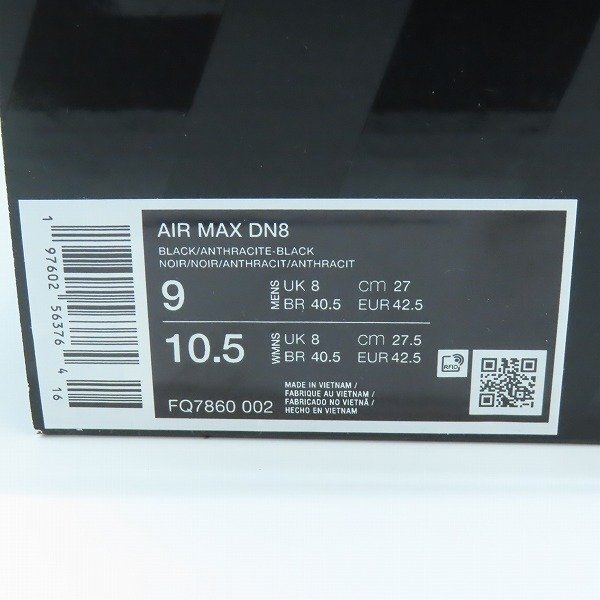 AIR MAX DN8
BLACK/ANTHRACITE-BLACK
NOIR/NOIR/ANTHRACIT/ANTHRACIT
9 MENS UK 8 cm 27
BR 40.5 EUR 42.5
10.5 WMNS UK 8 cm 27.5
BR 40.5 EUR 42.5
RFID
FQ7860 002
MADE IN VIETNAM /
FABRIQUE AU VIETNAM /
FABRICADO NO VIETNÃ /
HECHO EN VIETNAM
1 97602 56376 4 16